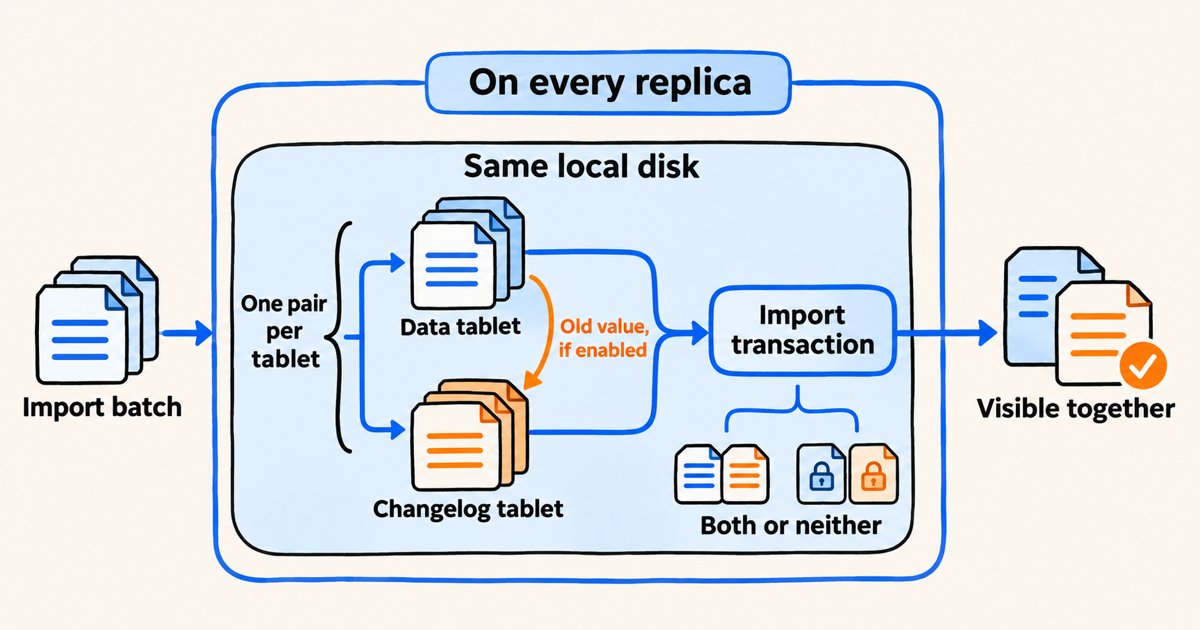 On every replica
Same local disk
Import batch
One pair
per
tablet
Data tablet
Old value,
if enabled
Changelog tablet
Import
transaction
Both or neither
Visible together